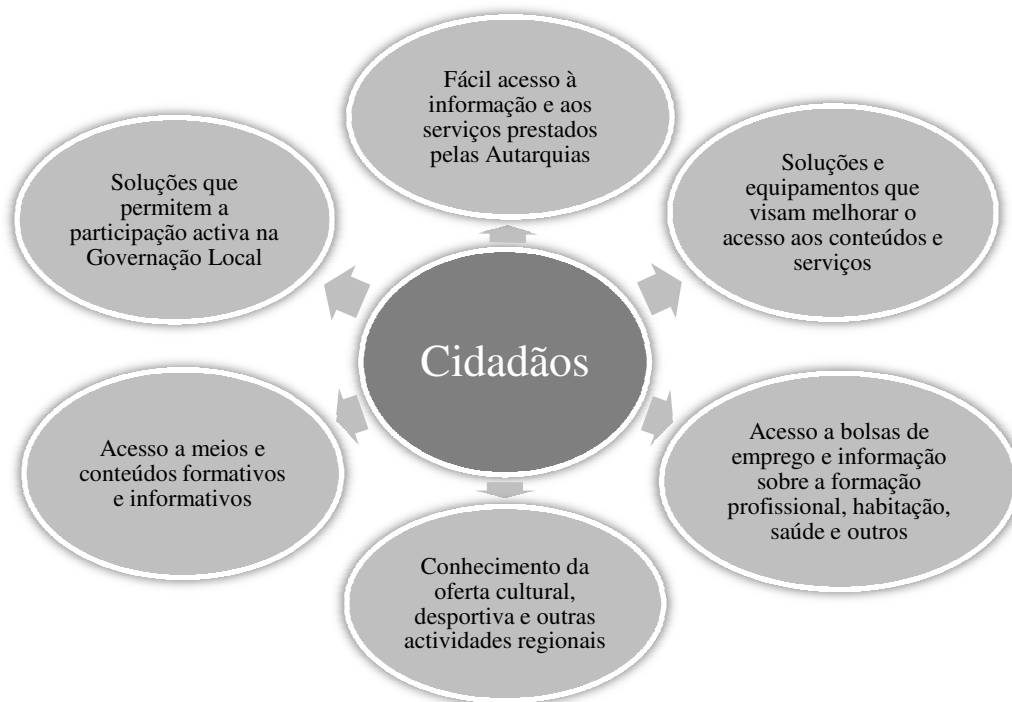 Fácil acesso à
informação e aos
serviços prestados
pelas Autarquias
Soluções e
equipamentos que
visam melhorar o
acesso aos conteúdos e
serviços
Soluções que
permitem a
participação activa na
Governação Local
Cidadãos
Acesso a meios e
conteúdos formativos
e informativos
Acesso a bolsas de
emprego e informação
sobre a formação
profissional, habitação,
saúde e outros
Conhecimento da
oferta cultural,
desportiva e outras
actividades regionais